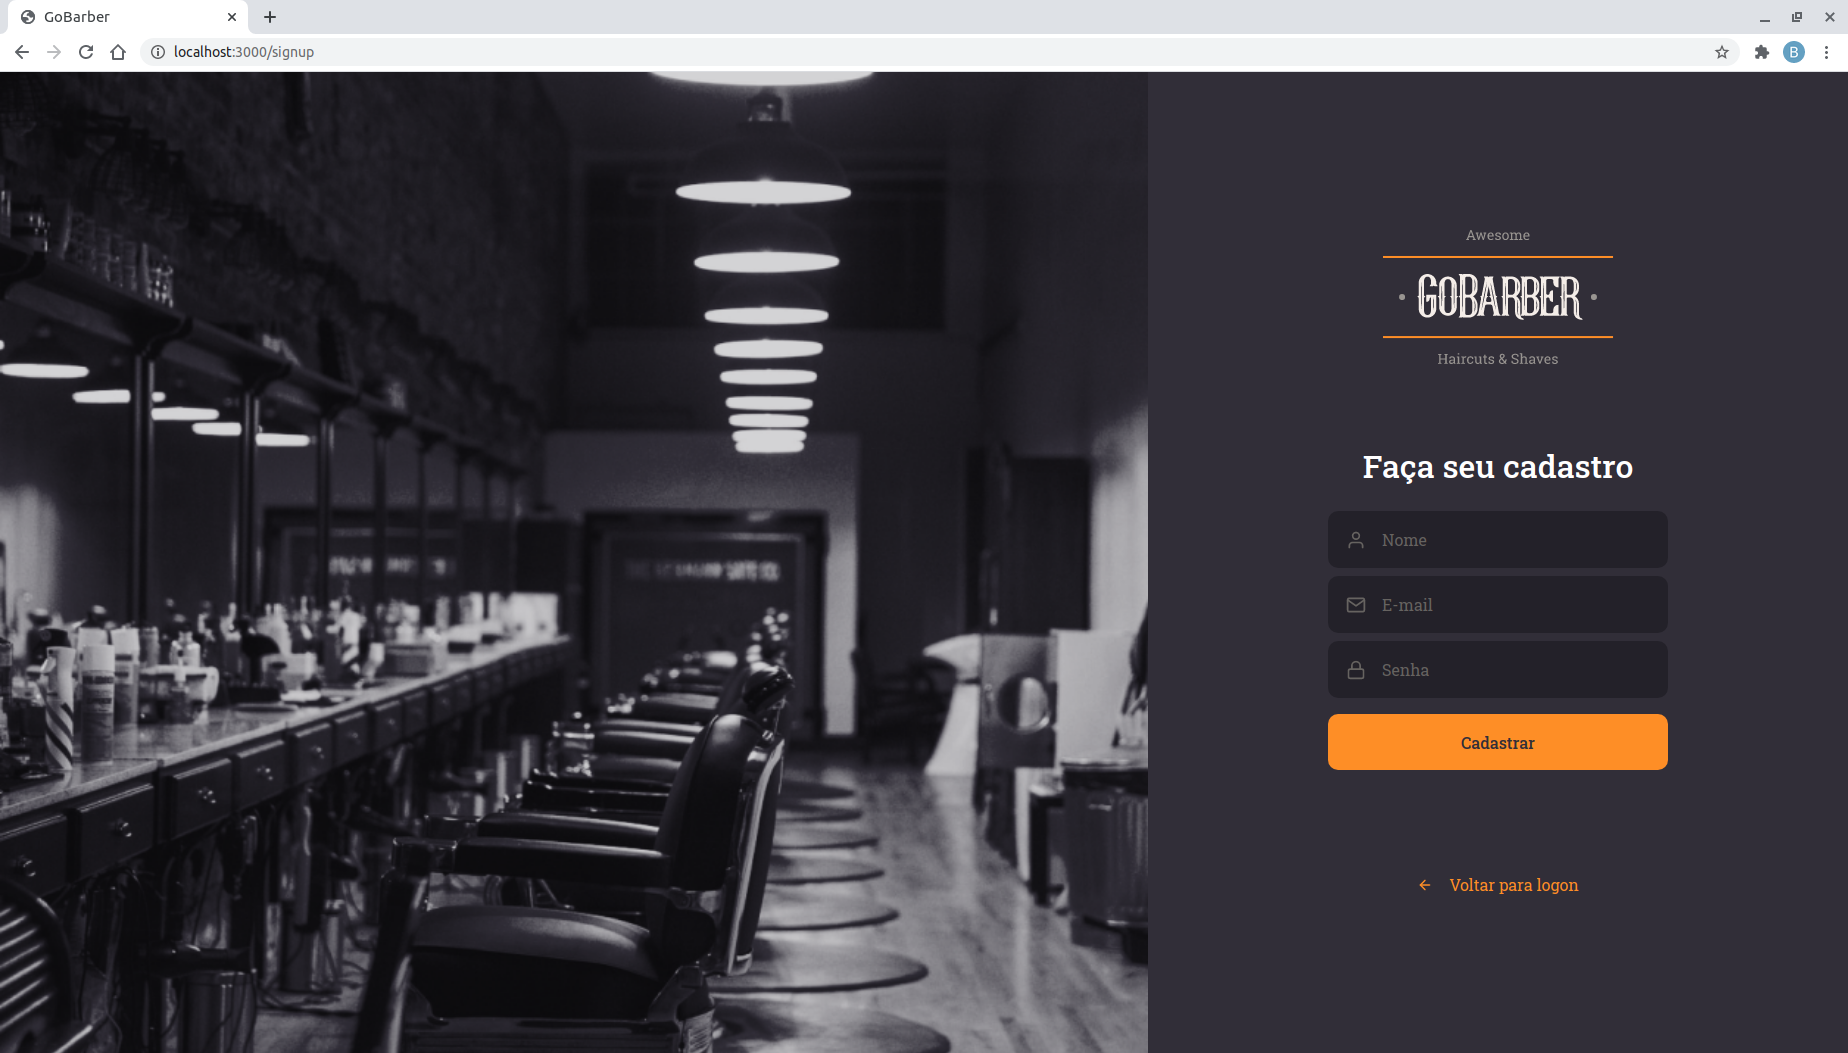 GoBarber
localhost:3000/signup
B
Awesome
GOBARBER
Haircuts & Shaves
Faça seu cadastro
Nome
E-mail
Senha
Cadastrar
Voltar para logon